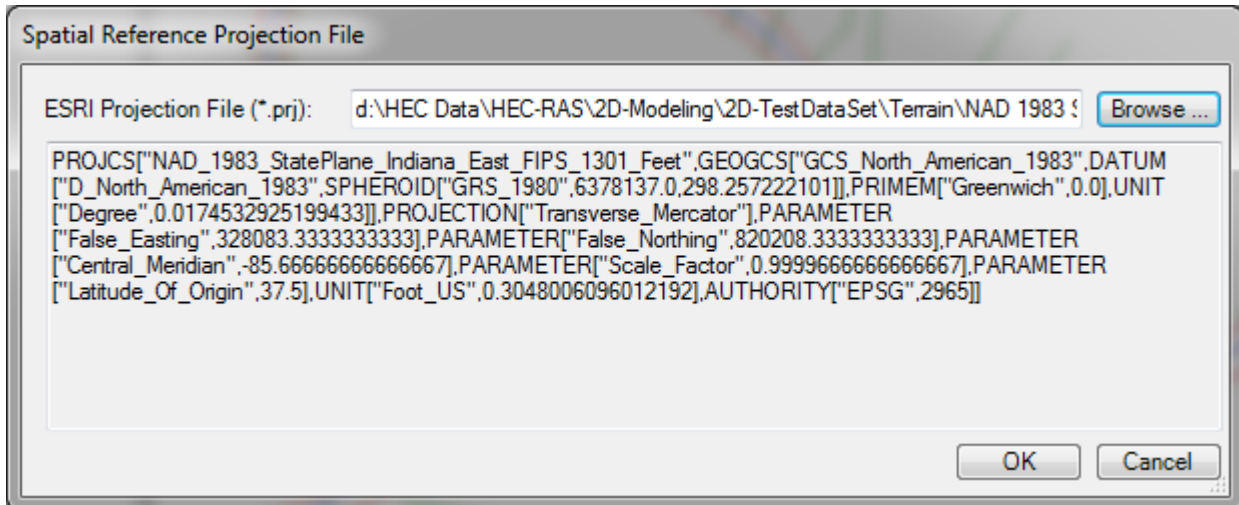 Spatial Reference Projection File
ESRI Projection File (*.prj): d:\HEC Data\HEC-RAS\2D-Modeling\2D-TestDataSet\Terrain\NAD 1983 S Browse ...
PROJCS["NAD_1983_StatePlane_Indiana_East_FIPS_1301_Feet",GEOGCS["GCS_North_American_1983",DATUM
["D_North_American_1983",SPHEROID["GRS_1980",6378137.0,298.257222101]],PRIMEM["Greenwich",0.0],UNIT
["Degree",0.0174532925199433]],PROJECTION["Transverse_Mercator"],PARAMETER
["False_Easting",328083.3333333333],PARAMETER["False_Northing",820208.3333333333],PARAMETER
["Central_Meridian",-85.66666666666667],PARAMETER["Scale_Factor",0.9999666666666667],PARAMETER
["Latitude_Of_Origin",37.5],UNIT["Foot_US",0.3048006096012192],AUTHORITY["EPSG",2965]]
OK Cancel